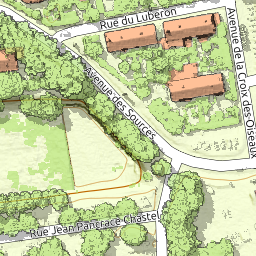 Rue du Luberon
Avenue de la Croix des Oiseaux
Avenue des Sources
Rue Jean Pancrace Chastel